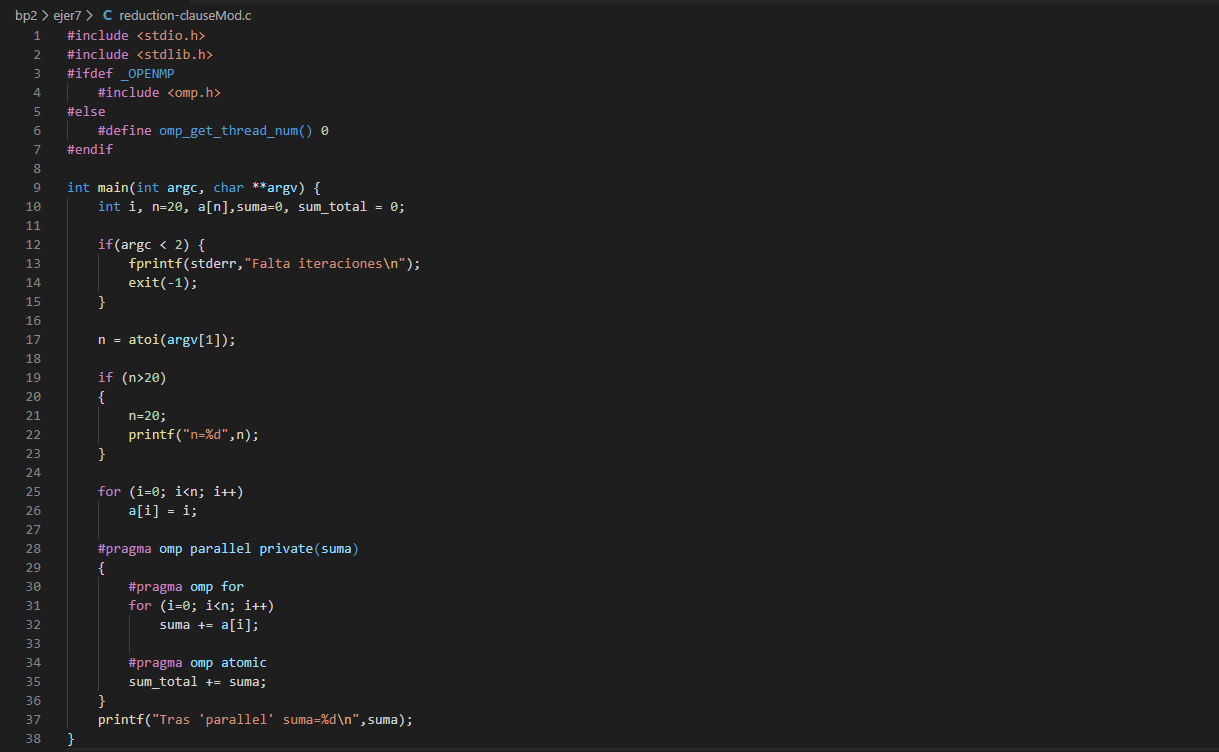 bp2 > ejer7 > C reduction-clauseMod.c
1 #include <stdio.h>
2 #include <stdlib.h>
3 #ifdef _OPENMP
4     #include <omp.h>
5 #else
6     #define omp_get_thread_num() 0
7 #endif
8
9 int main(int argc, char **argv) {
10     int i, n=20, a[n],suma=0, sum_total = 0;
11
12     if(argc < 2) {
13         fprintf(stderr,"Falta iteraciones\n");
14         exit(-1);
15     }
16
17     n = atoi(argv[1]);
18
19     if (n>20)
20     {
21         n=20;
22         printf("n=%d",n);
23     }
24
25     for (i=0; i<n; i++)
26         a[i] = i;
27
28     #pragma omp parallel private(suma)
29     {
30         #pragma omp for
31         for (i=0; i<n; i++)
32             suma += a[i];
33
34         #pragma omp atomic
35         sum_total += suma;
36     }
37     printf("Tras 'parallel' suma=%d\n",suma);
38 }